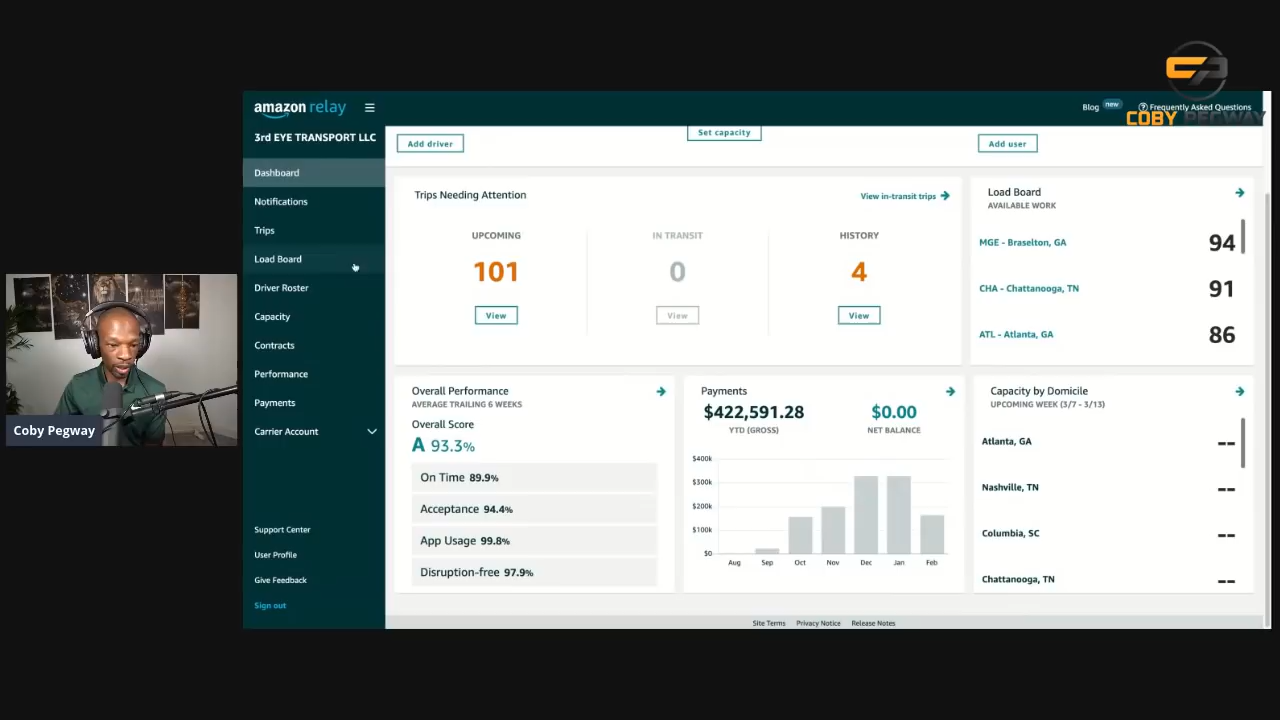 COBY PEGWAY
amazon relay
Blog new Frequently Asked Questions
3rd EYE TRANSPORT LLC
Dashboard
Notifications
Trips
Load Board
Driver Roster
Capacity
Contracts
Performance
Payments
Carrier Account
Support Center
User Profile
Give Feedback
Sign out
Add driver
Set capacity
Add user
Trips Needing Attention
View in-transit trips
UPCOMING
101
View
IN TRANSIT
0
View
HISTORY
4
View
Load Board
AVAILABLE WORK
MGE - Braselton, GA 94
CHA - Chattanooga, TN 91
ATL - Atlanta, GA 86
Overall Performance
AVERAGE TRAILING 6 WEEKS
Overall Score
A 93.3%
On Time 89.9%
Acceptance 94.4%
App Usage 99.8%
Disruption-free 97.9%
Payments
$422,591.28
YTD (GROSS)
$0.00
NET BALANCE
$400k
$300k
$200k
$100k
$0
Aug Sep Oct Nov Dec Jan Feb
Capacity by Domicile
UPCOMING WEEK (3/7 - 3/13)
Atlanta, GA --
Nashville, TN --
Columbia, SC --
Chattanooga, TN --
Site Terms Privacy Notice Release Notes
Coby Pegway